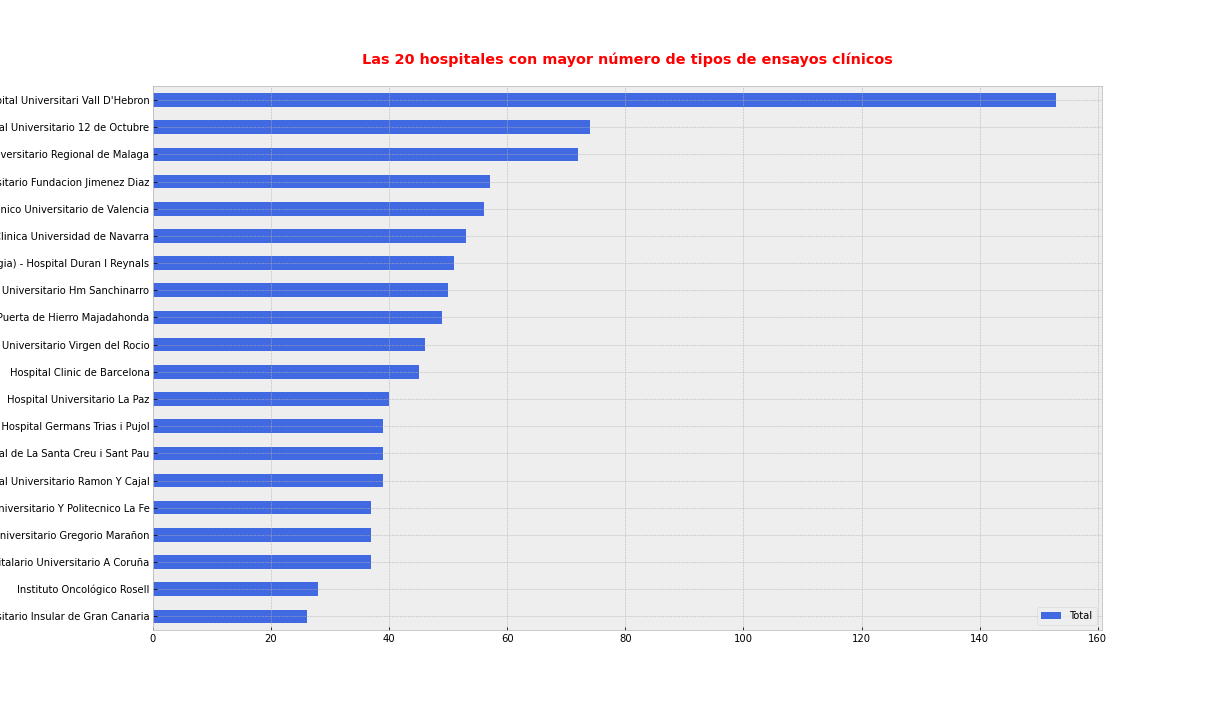 Las 20 hospitales con mayor número de tipos de ensayos clínicos
pital Universitari Vall D'Hebron
al Universitario 12 de Octubre
versitario Regional de Malaga
sitario Fundacion Jimenez Diaz
nico Universitario de Valencia
Clinica Universidad de Navarra
gia) - Hospital Duran I Reynals
Universitario Hm Sanchinarro
Puerta de Hierro Majadahonda
Universitario Virgen del Rocio
Hospital Clinic de Barcelona
Hospital Universitario La Paz
Hospital Germans Trias i Pujol
al de La Santa Creu i Sant Pau
al Universitario Ramon Y Cajal
niversitario Y Politecnico La Fe
niversitario Gregorio Marañon
italario Universitario A Coruña
Instituto Oncológico Rosell
sitario Insular de Gran Canaria
Total
0 20 40 60 80 100 120 140 160